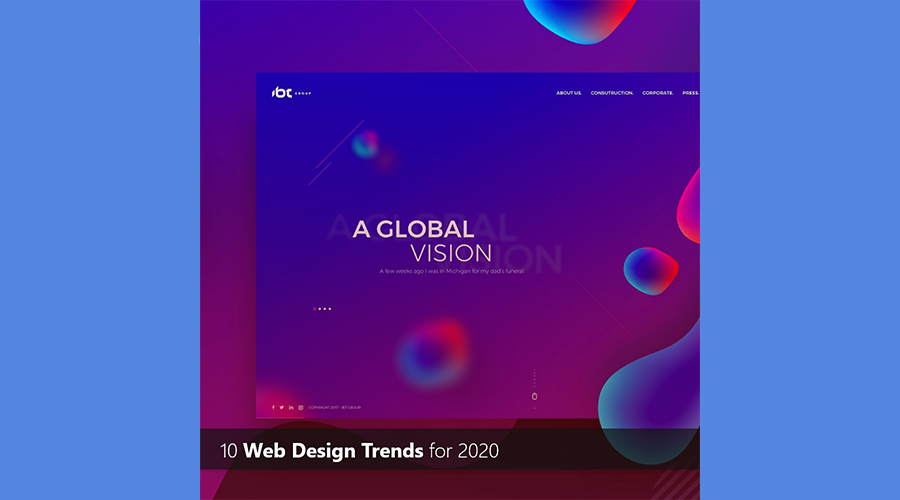 ibt GROUP
ABOUT US. CONSUTRUCTION. CORPORATE. PRESS.
A GLOBAL
VISION
A few weeks ago I was in Michigan for my dad's funeral.
COPYRIGHT 2017 - IBT GROUP
10 Web Design Trends for 2020